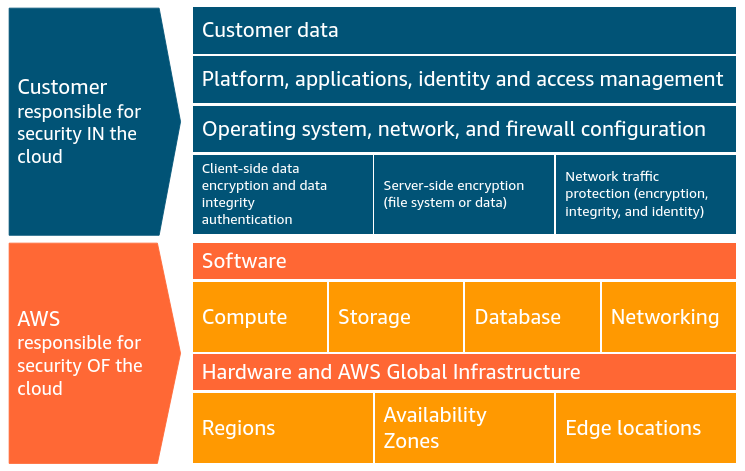 Customer
responsible for
security IN the
cloud
Customer data
Platform, applications, identity and access management
Operating system, network, and firewall configuration
Client-side data
encryption and data
integrity
authentication
Server-side encryption
(file system or data)
Network traffic
protection (encryption,
integrity, and identity)
AWS
responsible for
security OF the
cloud
Software
Compute
Storage
Database
Networking
Hardware and AWS Global Infrastructure
Regions
Availability
Zones
Edge locations